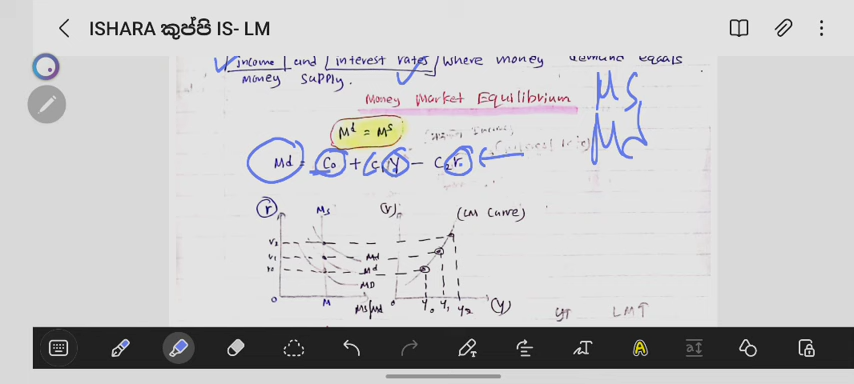 ISHARA කුප්පි IS- LM
income and interest rates, where money demand equals
money supply.
Money Market Equilibrium
Ms
Md
Md = Ms
Md = C0 + C1Y - C2r
r Ms (r) (LM Curve)
r2
r1 Md
r0 Md
MD
0 M Ms/Md 0 Y0 Y1 Y2 (Y)
Y↑ LM↑